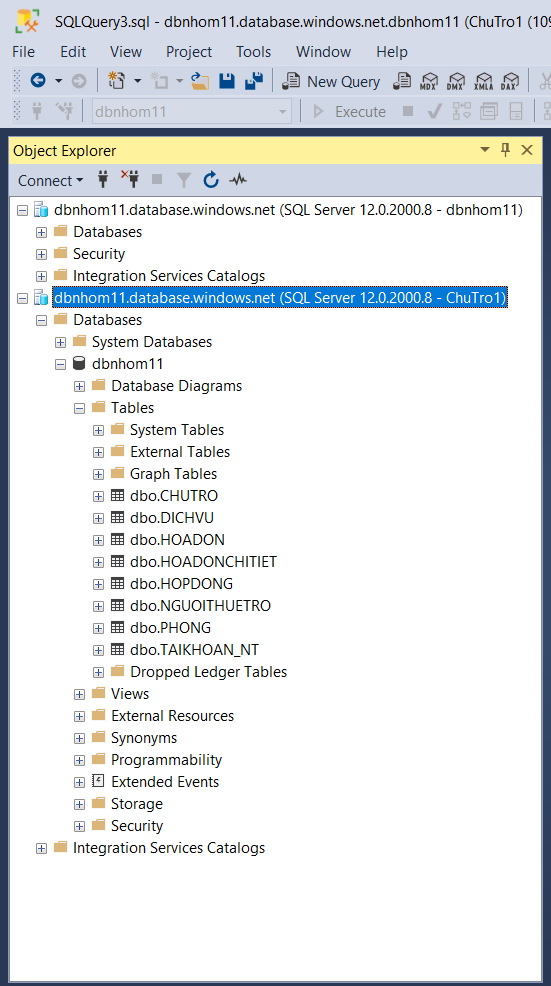 SQLQuery3.sql - dbnhom11.database.windows.net.dbnhom11 (ChuTro1 (109
File Edit View Project Tools Window Help
New Query MDX DMX XMLA DAX
dbnhom11 Execute
Object Explorer
Connect
dbnhom11.database.windows.net (SQL Server 12.0.2000.8 - dbnhom11)
Databases
Security
Integration Services Catalogs
dbnhom11.database.windows.net (SQL Server 12.0.2000.8 - ChuTro1)
Databases
System Databases
dbnhom11
Database Diagrams
Tables
System Tables
External Tables
Graph Tables
dbo.CHUTRO
dbo.DICHVU
dbo.HOADON
dbo.HOADONCHITIET
dbo.HOPDONG
dbo.NGUOITHUETRO
dbo.PHONG
dbo.TAIKHOAN_NT
Dropped Ledger Tables
Views
External Resources
Synonyms
Programmability
Extended Events
Storage
Security
Integration Services Catalogs